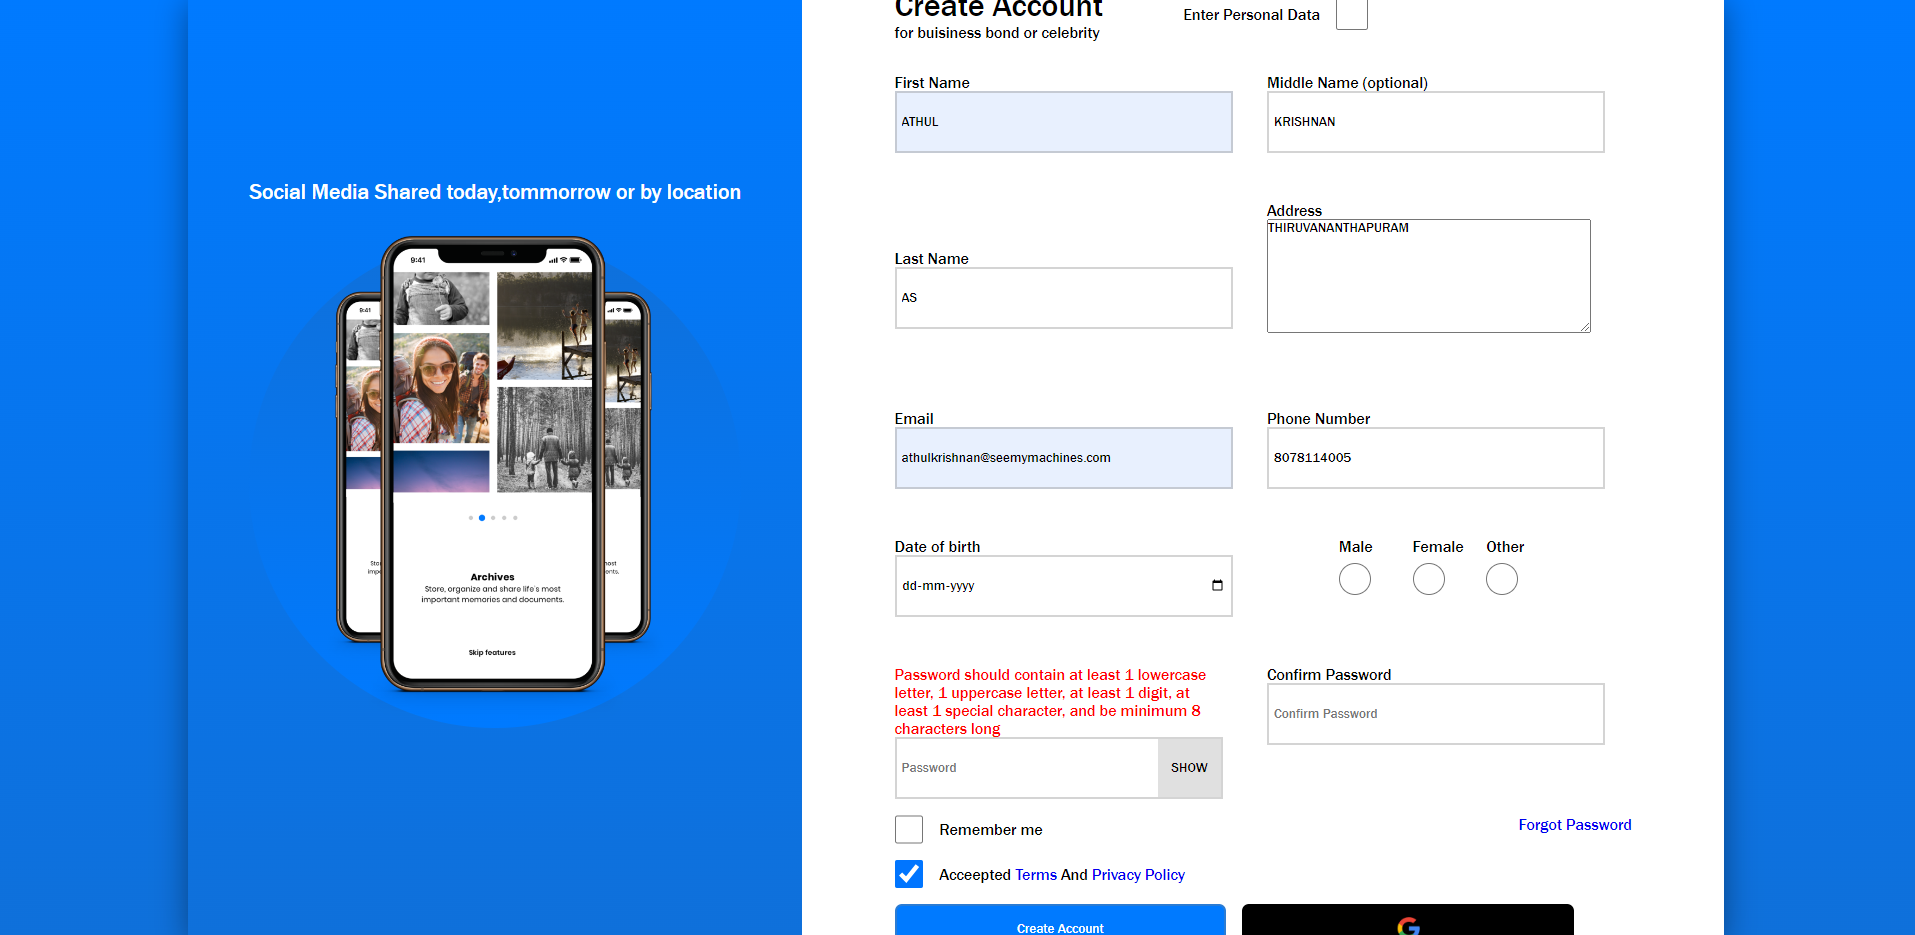 Create Account
Enter Personal Data
for buisiness bond or celebrity
First Name
Middle Name (optional)
ATHUL
KRISHNAN
Social Media Shared today,tommorrow or by location
Address
THIRUVANANTHAPURAM
Last Name
AS
9:41
9:41
Email
Phone Number
athulkrishnan@seemymachines.com
8078114005
Date of birth
Male
Female
Other
dd-mm-yyyy
Archives
Store, organize and share life's most
important memories and documents.
Skip features
Password should contain at least 1 lowercase
letter, 1 uppercase letter, at least 1 digit, at
least 1 special character, and be minimum 8
characters long
Confirm Password
Confirm Password
Password
SHOW
Remember me
Forgot Password
Acceepted Terms And Privacy Policy
Create Account